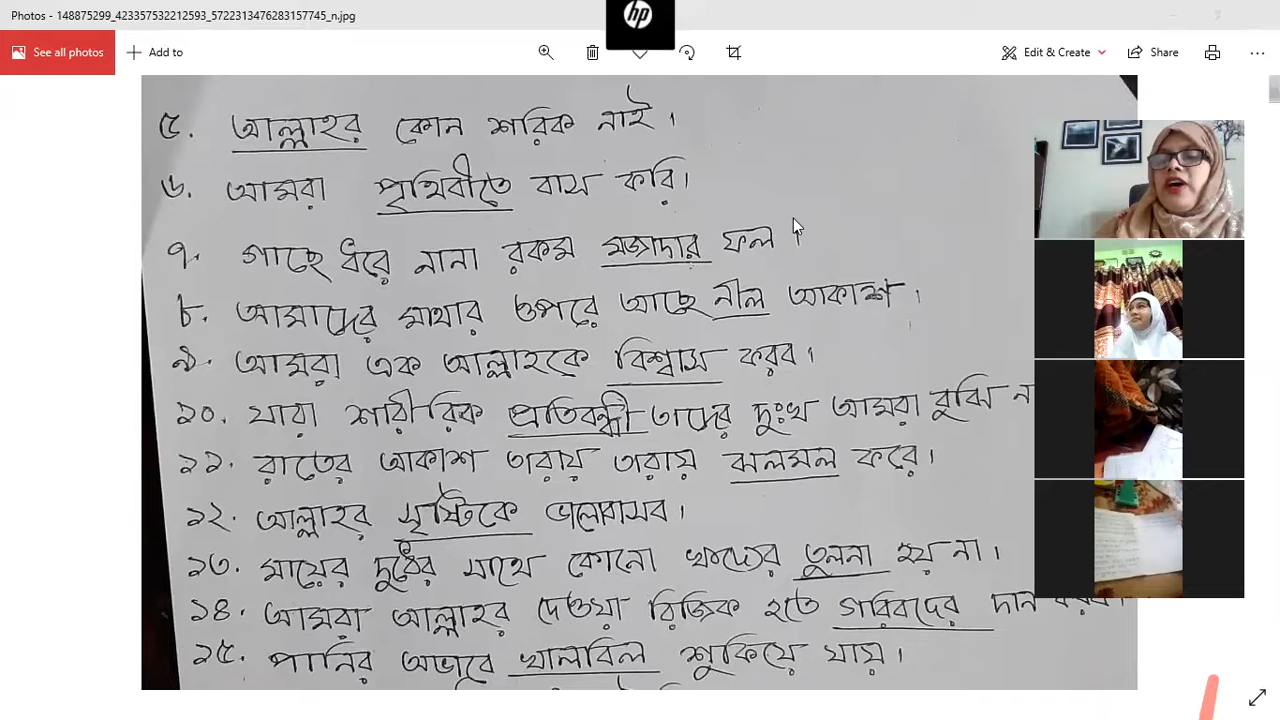 Photos - 148875299_423357532212593_5722313476283157745_n.jpg
hp
See all photos
Add to
Edit & Create
Share
৫. আল্লাহর কোন শরিক নাই।
৬. আমরা পৃথিবীতে বাস করি।
৭. গাছে ধরে নানা রকম মজাদার ফল।
৮. আমাদের মাথার ওপরে আছে নীল আকাশ।
৯. আমরা এক আল্লাহকে বিশ্বাস করব।
১০. যারা শারীরিক প্রতিবন্ধী তাদের দুঃখ আমরা বুঝি
১১. রাতের আকাশ তারায় তারায় ঝলমল করে।
১২. আল্লাহর সৃষ্টিকে ভালোবাসব।
১৩. মায়ের দুধের সাথে কোনো খাদ্যের তুলনা হয় না।
১৪. আমরা আল্লাহর দেওয়া রিজিক হতে গরিবদের দান
১৫. পানির অভাবে খালবিল শুকিয়ে যায়।